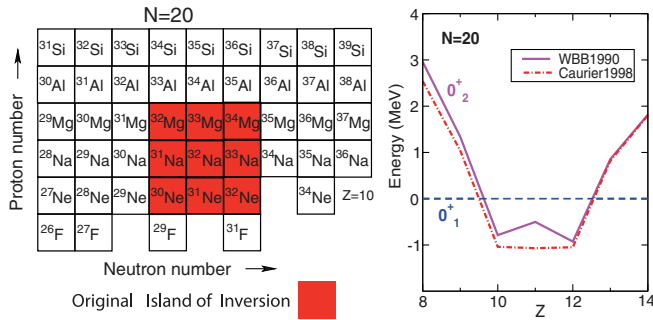 N=20
31Si 32Si 33Si 34Si 35Si 36Si 37Si 38Si 39Si
30Al 31Al 32Al 33Al 34Al 35Al 36Al 37Al 38Al
29Mg 30Mg 31Mg 32Mg 33Mg 34Mg 35Mg 36Mg 37Mg
28Na 29Na 30Na 31Na 32Na 33Na 34Na 35Na 36Na
27Ne 28Ne 29Ne 30Ne 31Ne 32Ne 34Ne Z=10
26F 27F 29F 31F
Proton number
Neutron number
Original Island of Inversion
N=20
WBB1990
Caurier1998
0+2
0+1
Energy (MeV)
3
2
1
0
-1
8 10 12 14
Z